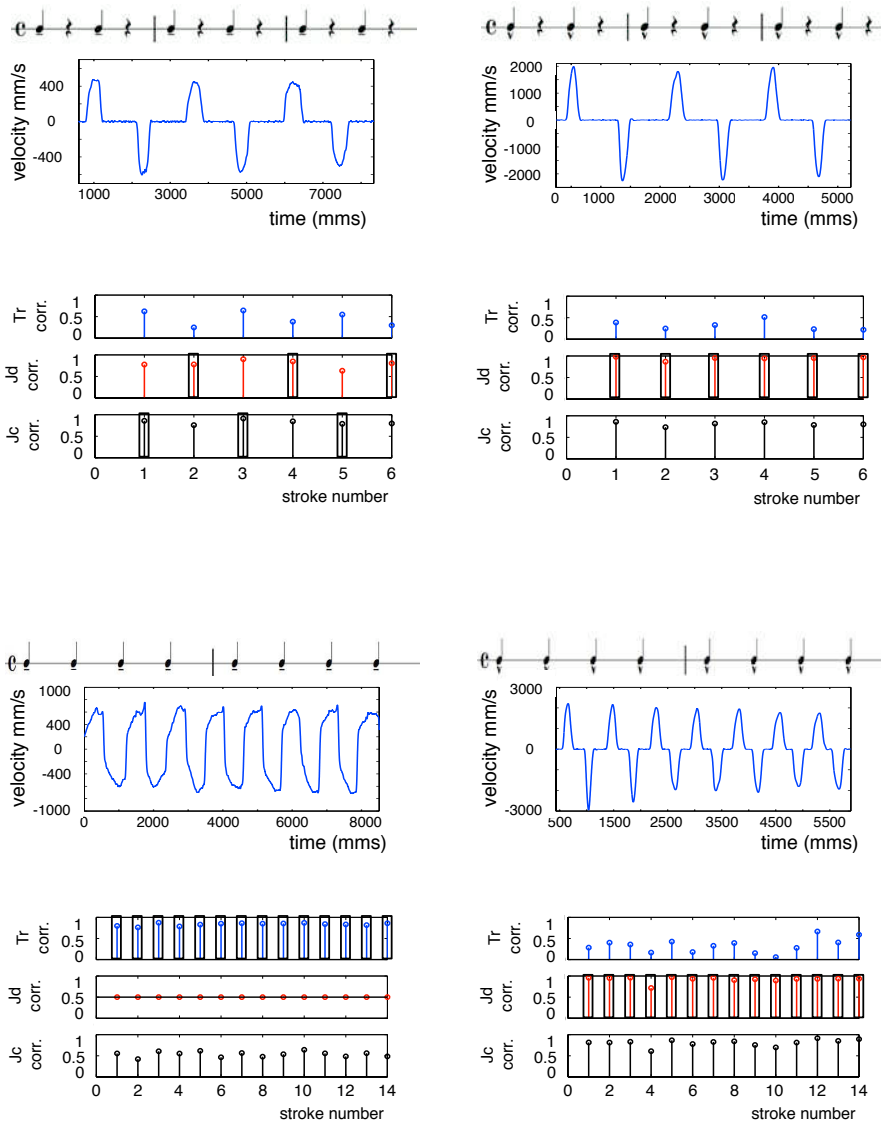 velocity mm/s
400
0
-400
1000 3000 5000 7000
time (mms)
velocity mm/s
2000
1000
0
-1000
-2000
0 1000 2000 3000 4000 5000
time (mms)
Tr corr.
1
0.5
0
Jd corr.
1
0.5
0
Jc corr.
1
0.5
0
0 1 2 3 4 5 6
stroke number
Tr corr.
1
0.5
0
Jd corr.
1
0.5
0
Jc corr.
1
0.5
0
0 1 2 3 4 5 6
stroke number
velocity mm/s
1000
400
0
-400
-1000
0 2000 4000 6000 8000
time (mms)
velocity mm/s
3000
0
-3000
500 1500 2500 3500 4500 5500
time (mms)
Tr corr.
1
0.5
0
Jd corr.
1
0.5
0
Jc corr.
1
0.5
0
0 2 4 6 8 10 12 14
stroke number
Tr corr.
1
0.5
0
Jd corr.
1
0.5
0
Jc corr.
1
0.5
0
0 2 4 6 8 10 12 14
stroke number